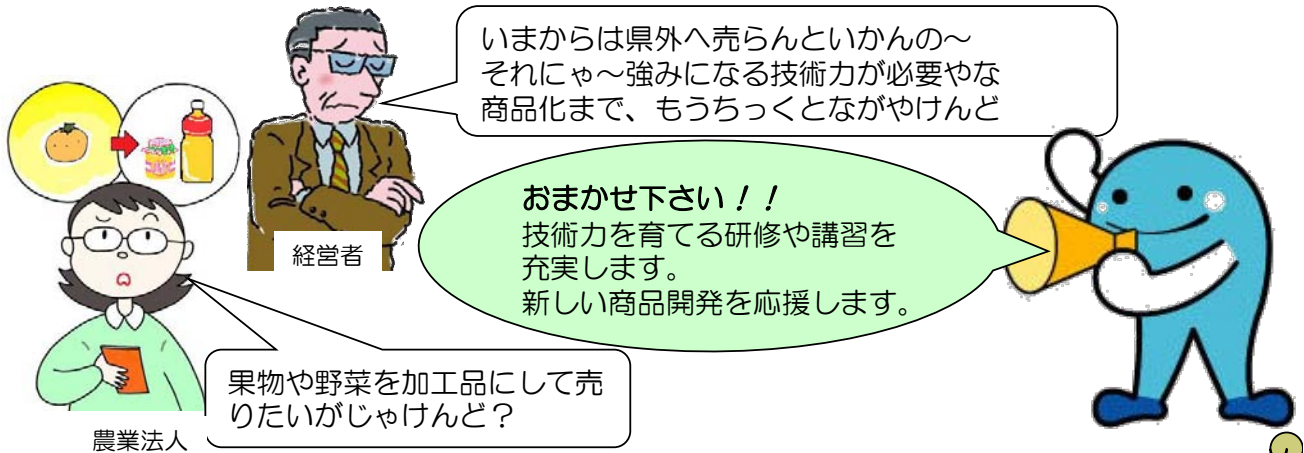 いまからは県外へ売らんといかんの〜
それにゃ〜強みになる技術力が必要やな
商品化まで、もうちっくとながやけんど
経営者
おまかせ下さい！！
技術力を育てる研修や講習を
充実します。
新しい商品開発を応援します。
果物や野菜を加工品にして売
りたいがじゃけんど？
農業法人